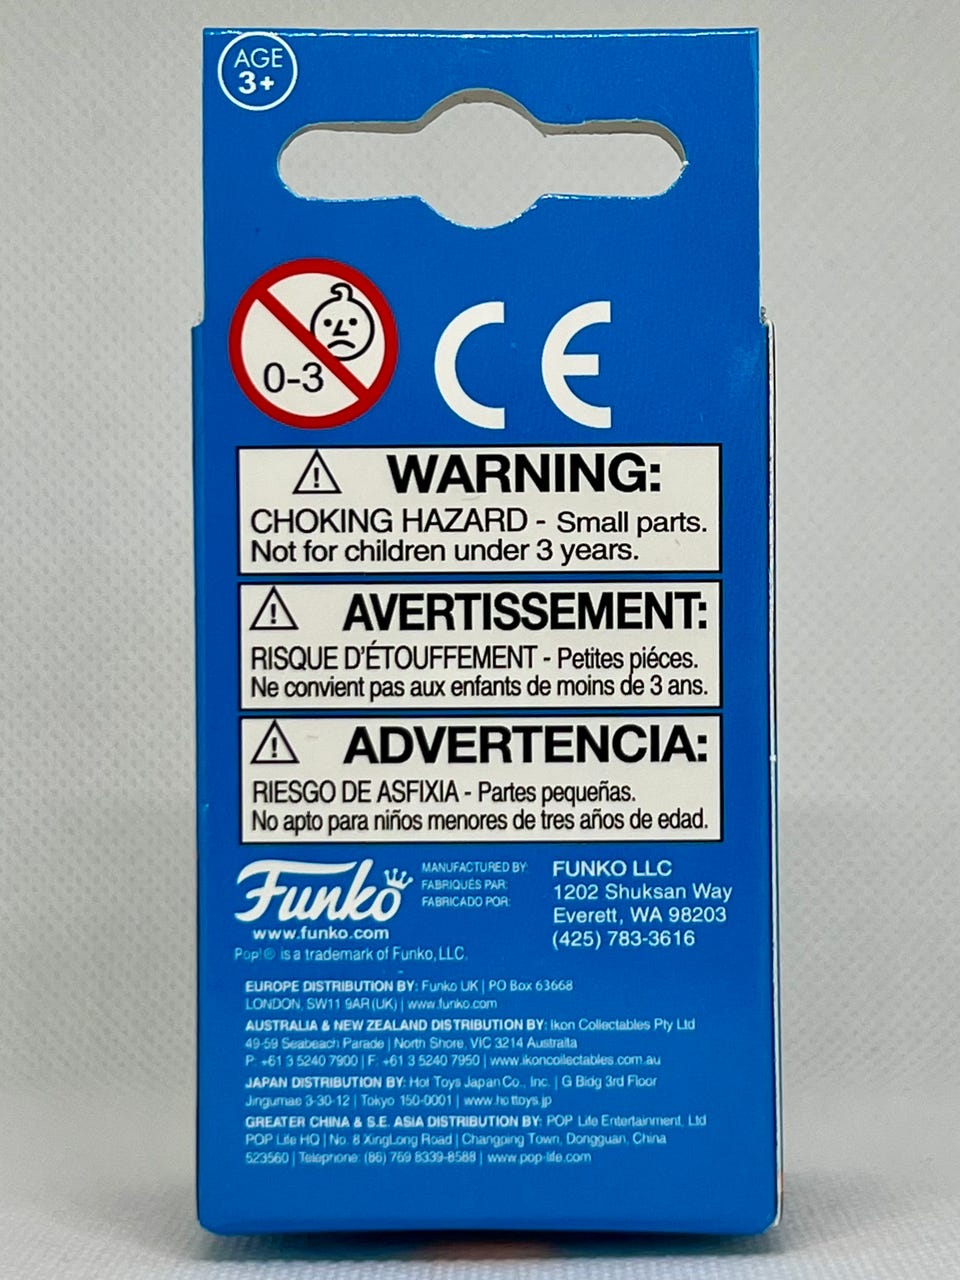 AGE
3+
0-3
CE
WARNING:
CHOKING HAZARD - Small parts.
Not for children under 3 years.
AVERTISSEMENT:
RISQUE D'ÉTOUFFEMENT - Petites piéces.
Ne convient pas aux enfants de moins de 3 ans.
ADVERTENCIA:
RIESGO DE ASFIXIA - Partes pequeñas.
No apto para niños menores de tres años de edad.
Funko
www.funko.com
MANUFACTURED BY:
FABRIQUÉS PAR:
FABRICADO POR:
FUNKO LLC
1202 Shuksan Way
Everett, WA 98203
(425) 783-3616
Pop!® is a trademark of Funko, LLC.
EUROPE DISTRIBUTION BY: Funko UK | PO Box 63668
LONDON, SW11 9AR (UK) | www.funko.com
AUSTRALIA & NEW ZEALAND DISTRIBUTION BY: Ikon Collectables Pty Ltd
49-59 Seabeach Parade | North Shore, VIC 3214 Australia
P: +61 3 5240 7900 | F: +61 3 5240 7950 | www.ikoncollectables.com.au
JAPAN DISTRIBUTION BY: Hot Toys Japan Co., Inc. | G Bldg 3rd Floor
Jingumae 3-30-12 | Tokyo 150-0001 | www.hottoys.jp
GREATER CHINA & S.E. ASIA DISTRIBUTION BY: POP Life Entertainment, Ltd
POP Life HQ | No. 8 XingLong Road | Changping Town, Dongguan, China
523560 | Telephone: (86) 769 8339-8588 | www.pop-life.com